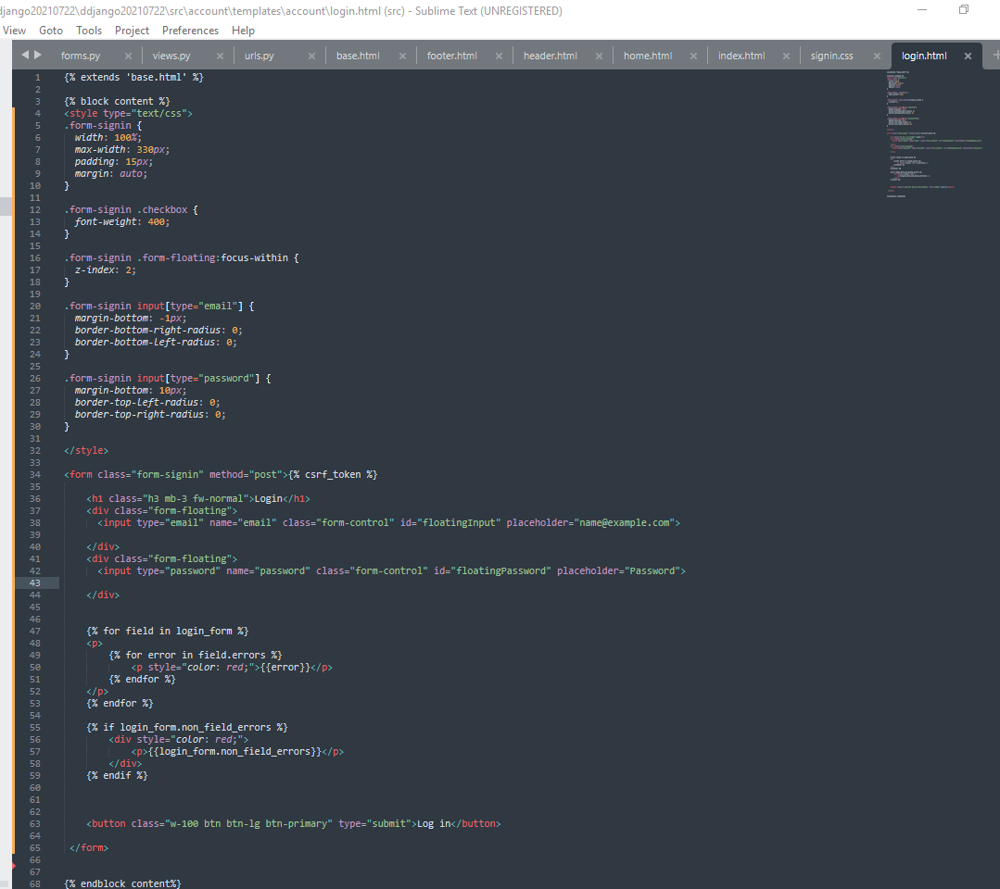 django20210722\ddjango20210722\src\account\templates\account\login.html (src) - Sublime Text (UNREGISTERED)
View Goto Tools Project Preferences Help
forms.py × views.py × urls.py × base.html × footer.html × header.html × home.html × index.html × signin.css × login.html ×
1 {% extends 'base.html' %}
2
3 {% block content %}
4 <style type="text/css">
5 .form-signin {
6 width: 100%;
7 max-width: 330px;
8 padding: 15px;
9 margin: auto;
10 }
11
12 .form-signin .checkbox {
13 font-weight: 400;
14 }
15
16 .form-signin .form-floating:focus-within {
17 z-index: 2;
18 }
19
20 .form-signin input[type="email"] {
21 margin-bottom: -1px;
22 border-bottom-right-radius: 0;
23 border-bottom-left-radius: 0;
24 }
25
26 .form-signin input[type="password"] {
27 margin-bottom: 10px;
28 border-top-left-radius: 0;
29 border-top-right-radius: 0;
30 }
31
32 </style>
33
34 <form class="form-signin" method="post">{% csrf_token %}
35
36 <h1 class="h3 mb-3 fw-normal">Login</h1>
37 <div class="form-floating">
38 <input type="email" name="email" class="form-control" id="floatingInput" placeholder="name@example.com">
39
40 </div>
41 <div class="form-floating">
42 <input type="password" name="password" class="form-control" id="floatingPassword" placeholder="Password">
43
44 </div>
45
46
47 {% for field in login_form %}
48 <p>
49 {% for error in field.errors %}
50 <p style="color: red;">{{error}}</p>
51 {% endfor %}
52 </p>
53 {% endfor %}
54
55 {% if login_form.non_field_errors %}
56 <div style="color: red;">
57 <p>{{login_form.non_field_errors}}</p>
58 </div>
59 {% endif %}
60
61
62
63 <button class="w-100 btn btn-lg btn-primary" type="submit">Log in</button>
64
65 </form>
66
67
68 {% endblock content%}